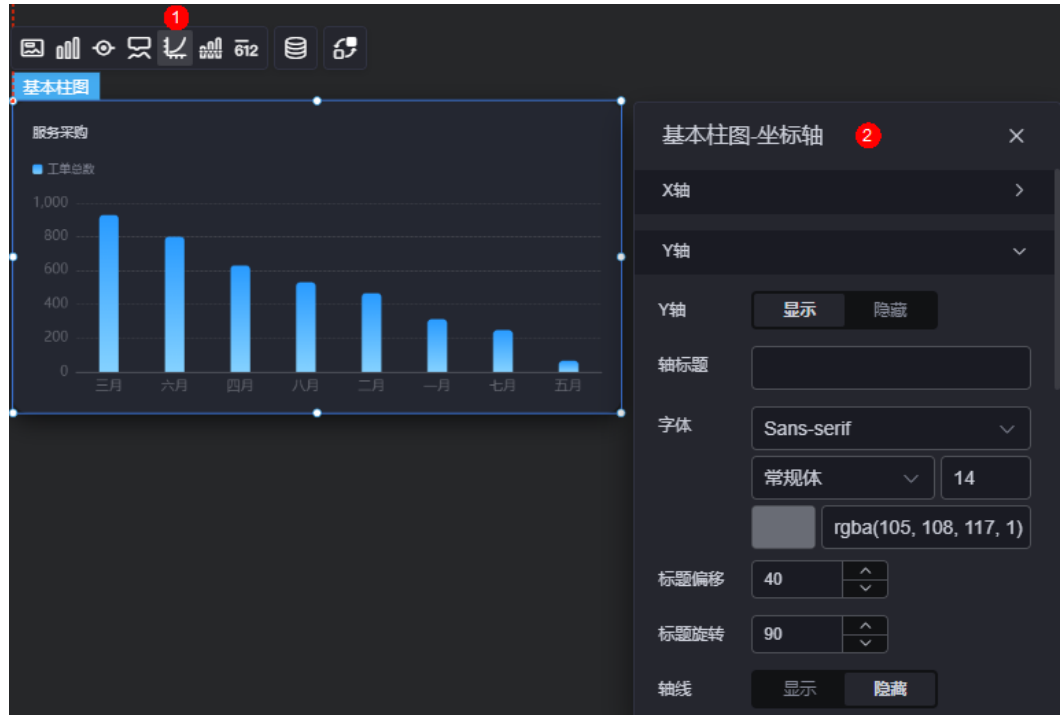 1
612
基本柱图
服务采购
工单总数
1,000
800
600
400
200
0
三月 六月 四月 八月 二月 一月 七月 五月
基本柱图-坐标轴 2
X轴
Y轴
Y轴 显示 隐藏
轴标题
字体 Sans-serif
常规体 14
rgba(105, 108, 117, 1)
标题偏移 40
标题旋转 90
轴线 显示 隐藏